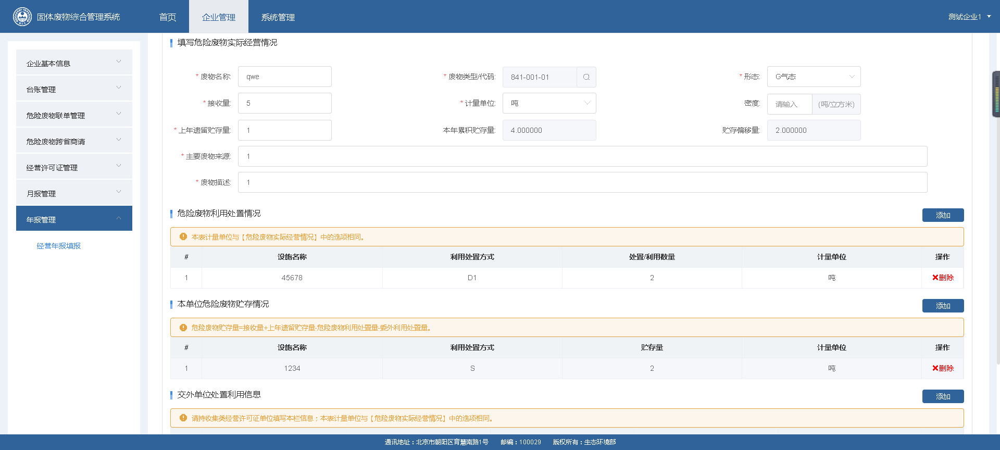 固体废物综合管理系统 首页 企业管理 系统管理 测试企业1
企业基本信息
台账管理
危险废物联单管理
危险废物跨省商请
经营许可证管理
月报管理
年报管理
经营年报填报
填写危险废物实际经营情况
* 废物名称: qwe * 废物类型/代码: 841-001-01 * 形态: G气态
* 接收量: 5 * 计量单位: 吨 密度: 请输入 (吨/立方米)
* 上年遗留贮存量: 1 本年累积贮存量: 4.000000 贮存偏移量: 2.000000
* 主要废物来源: 1
* 废物描述: 1
危险废物利用处置情况 添加
本表计量单位与【危险废物实际经营情况】中的选项相同。
# 设施名称 利用处置方式 处置/利用数量 计量单位 操作
1 45678 D1 2 吨 删除
本单位危险废物贮存情况 添加
危险废物贮存量=接收量+上年遗留贮存量-危险废物利用处置量-委外利用处置量。
# 设施名称 利用处置方式 贮存量 计量单位 操作
1 1234 S 2 吨 删除
交外单位处置利用信息 添加
请持收集类经营许可证单位填写本栏信息；本表计量单位与【危险废物实际经营情况】中的选项相同。
通讯地址：北京市朝阳区育慧南路1号 邮编：100029 版权所有：生态环境部